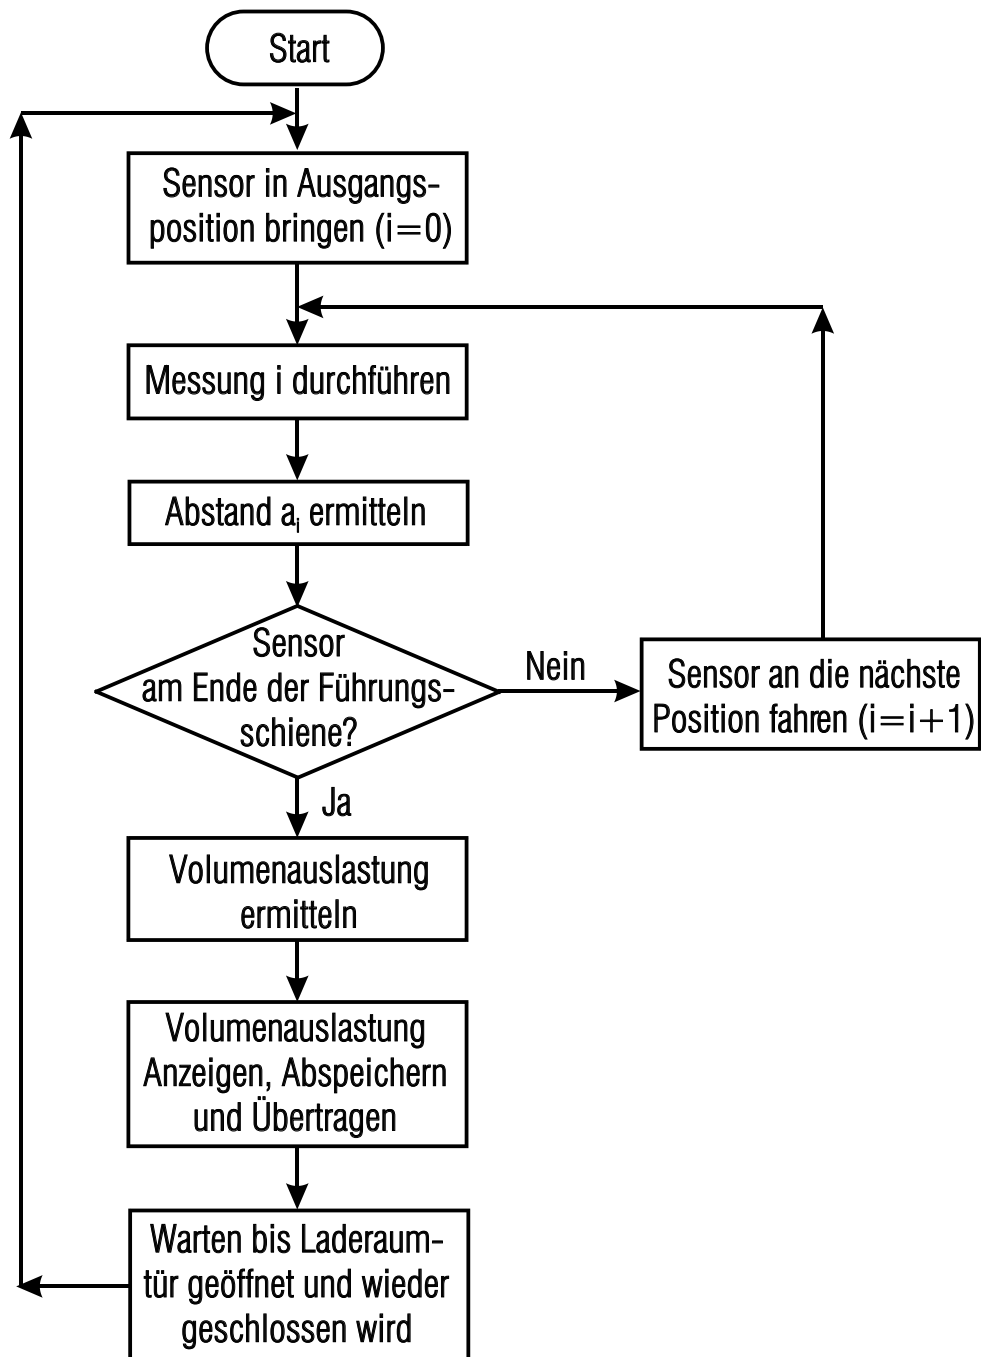 Start
Sensor in Ausgangs-
position bringen (i=0)
Messung i durchführen
Abstand ai ermitteln
Sensor
am Ende der Führungs-
schiene?
Nein
Sensor an die nächste
Position fahren (i=i+1)
Ja
Volumenauslastung
ermitteln
Volumenauslastung
Anzeigen, Abspeichern
und Übertragen
Warten bis Laderaum-
tür geöffnet und wieder
geschlossen wird